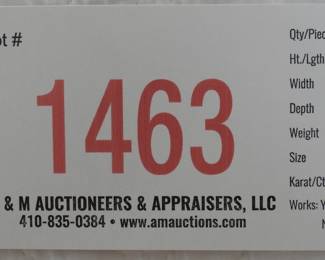 ot #
1463
& M AUCTIONEERS & APPRAISERS, LLC
410-835-0384 • www.amauctions.com
Qty/Piec
Ht./Lgth
Width
Depth
Weight
Size
Karat/Ct
Works: Y
N